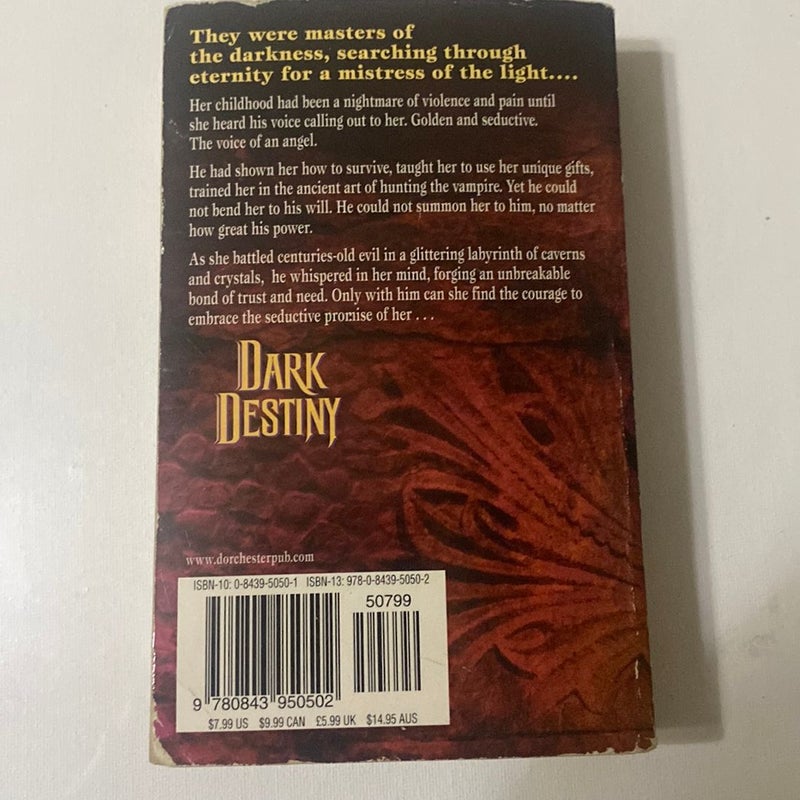 They were masters of
the darkness, searching through
eternity for a mistress of the light....
Her childhood had been a nightmare of violence and pain until
she heard his voice calling out to her. Golden and seductive.
The voice of an angel.
He had shown her how to survive, taught her to use her unique gifts,
trained her in the ancient art of hunting the vampire. Yet he could
not bend her to his will. He could not summon her to him, no matter
how great his power.
As she battled centuries-old evil in a glittering labyrinth of caverns
and crystals, he whispered in her mind, forging an unbreakable
bond of trust and need. Only with him can she find the courage to
embrace the seductive promise of her . . .
DARK
DESTINY
www.dorchesterpub.com
ISBN-10: 0-8439-5050-1 ISBN-13: 978-0-8439-5050-2
50799
9 780843 950502
$7.99 US $9.99 CAN £5.99 UK $14.95 AUS